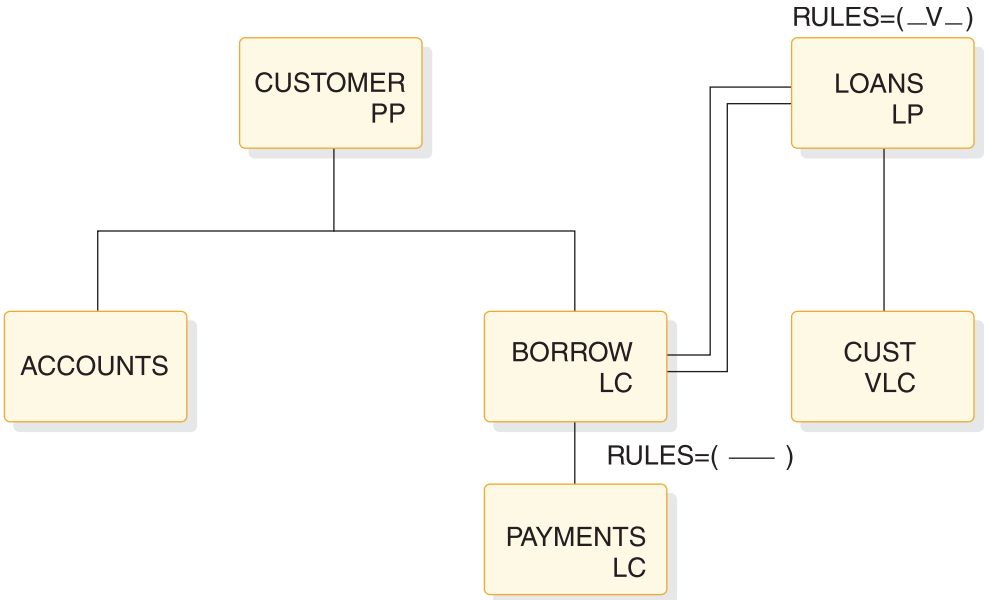 RULES=( _V_ )
CUSTOMER
PP
LOANS
LP
ACCOUNTS
BORROW
LC
CUST
VLC
RULES=( ___ )
PAYMENTS
LC